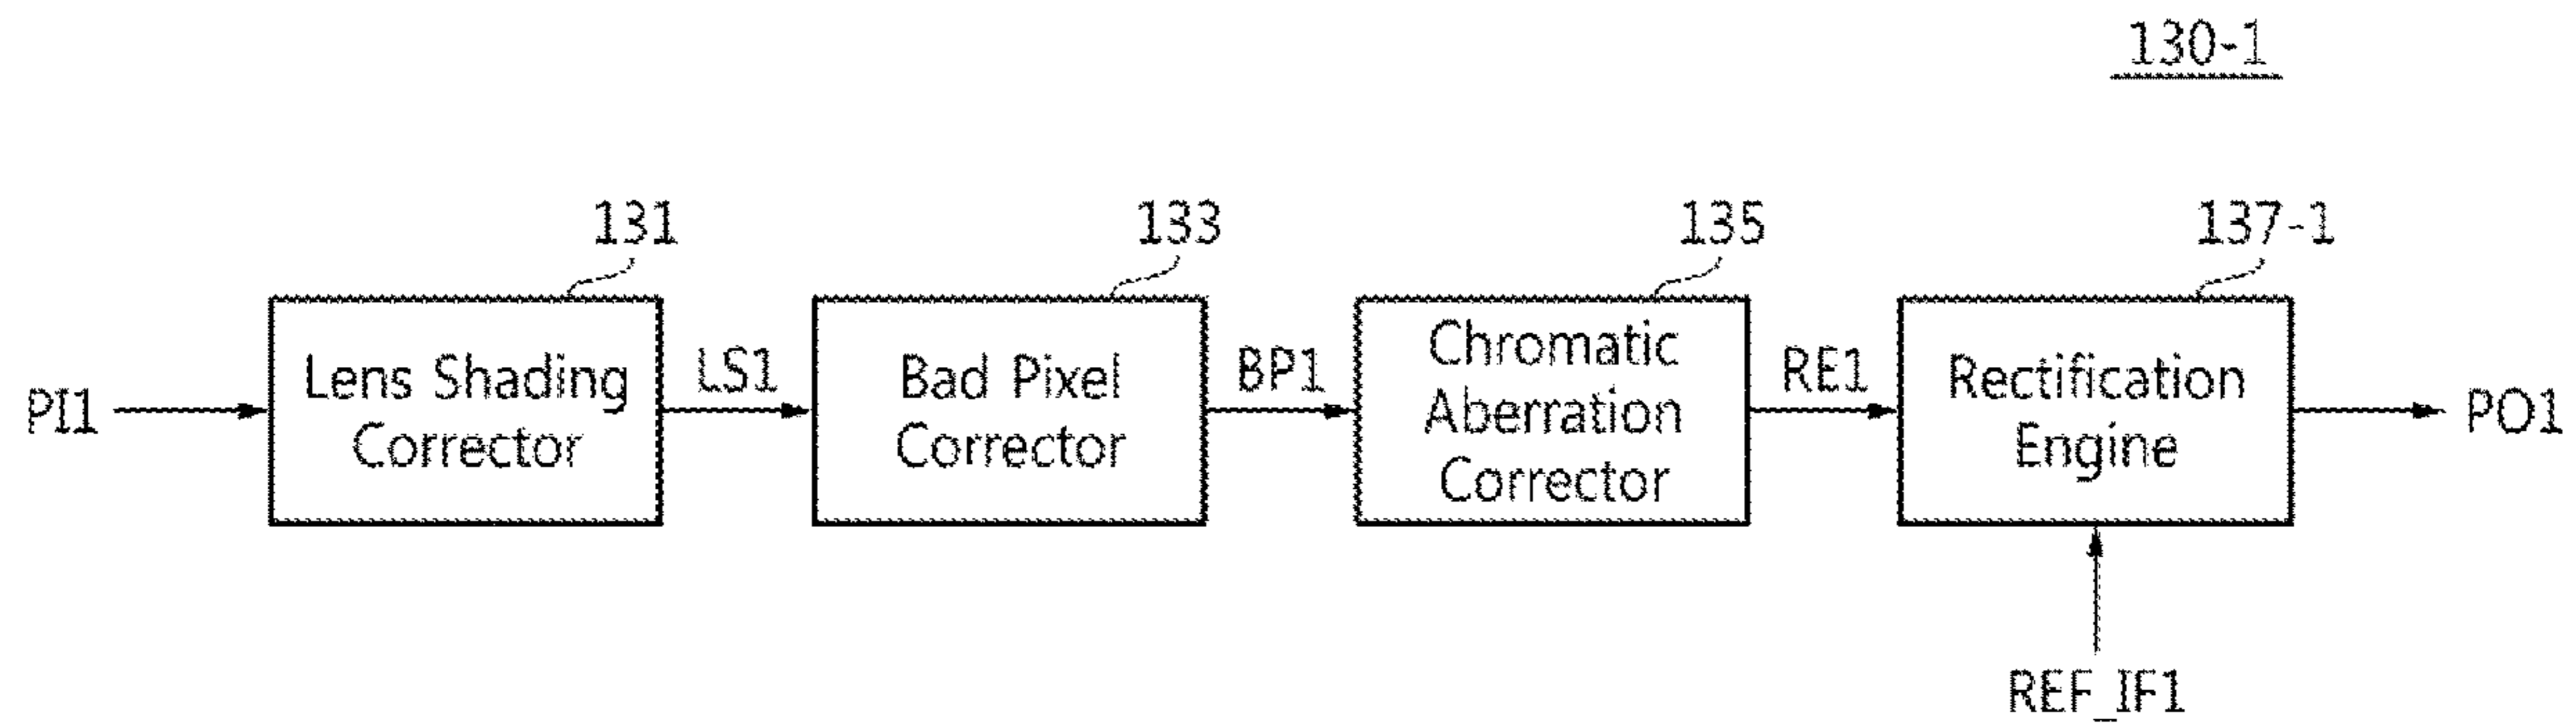 130-1
131
133
135
137-1
PI1
Lens Shading
Corrector
LS1
Bad Pixel
Corrector
BP1
Chromatic
Aberration
Corrector
RE1
Rectification
Engine
PO1
REF_IF1